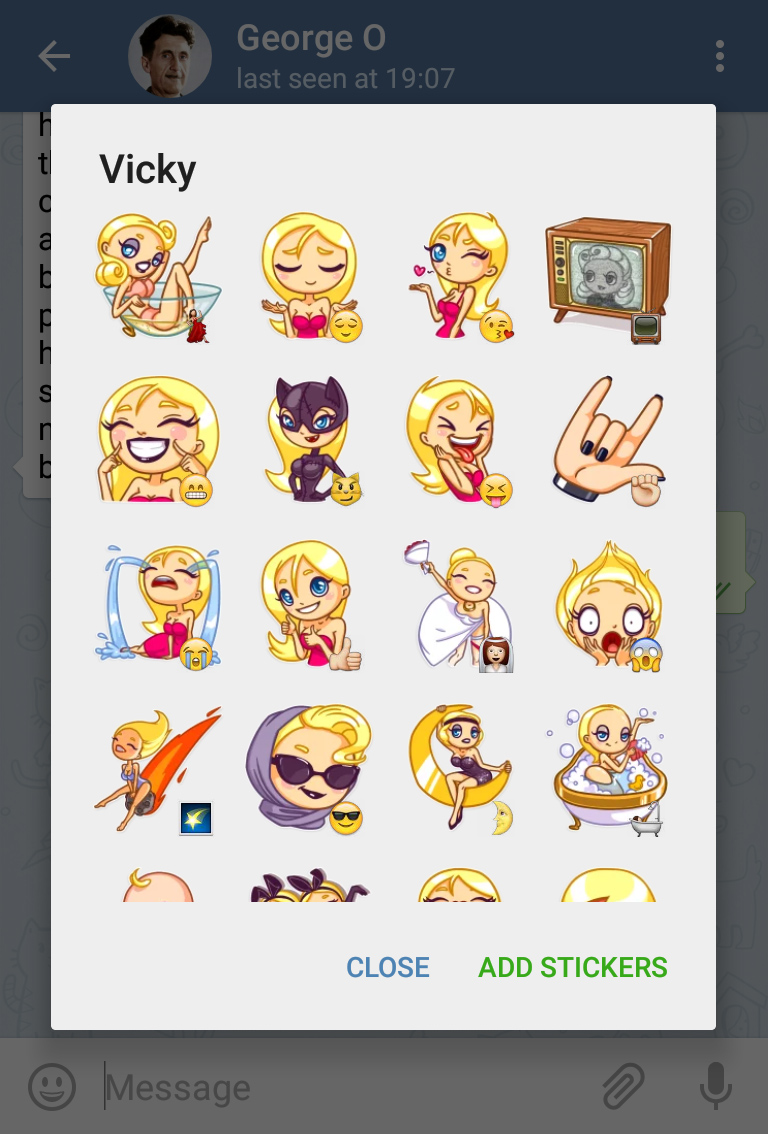 George O
last seen at 19:07
Vicky
CLOSE
ADD STICKERS
Message